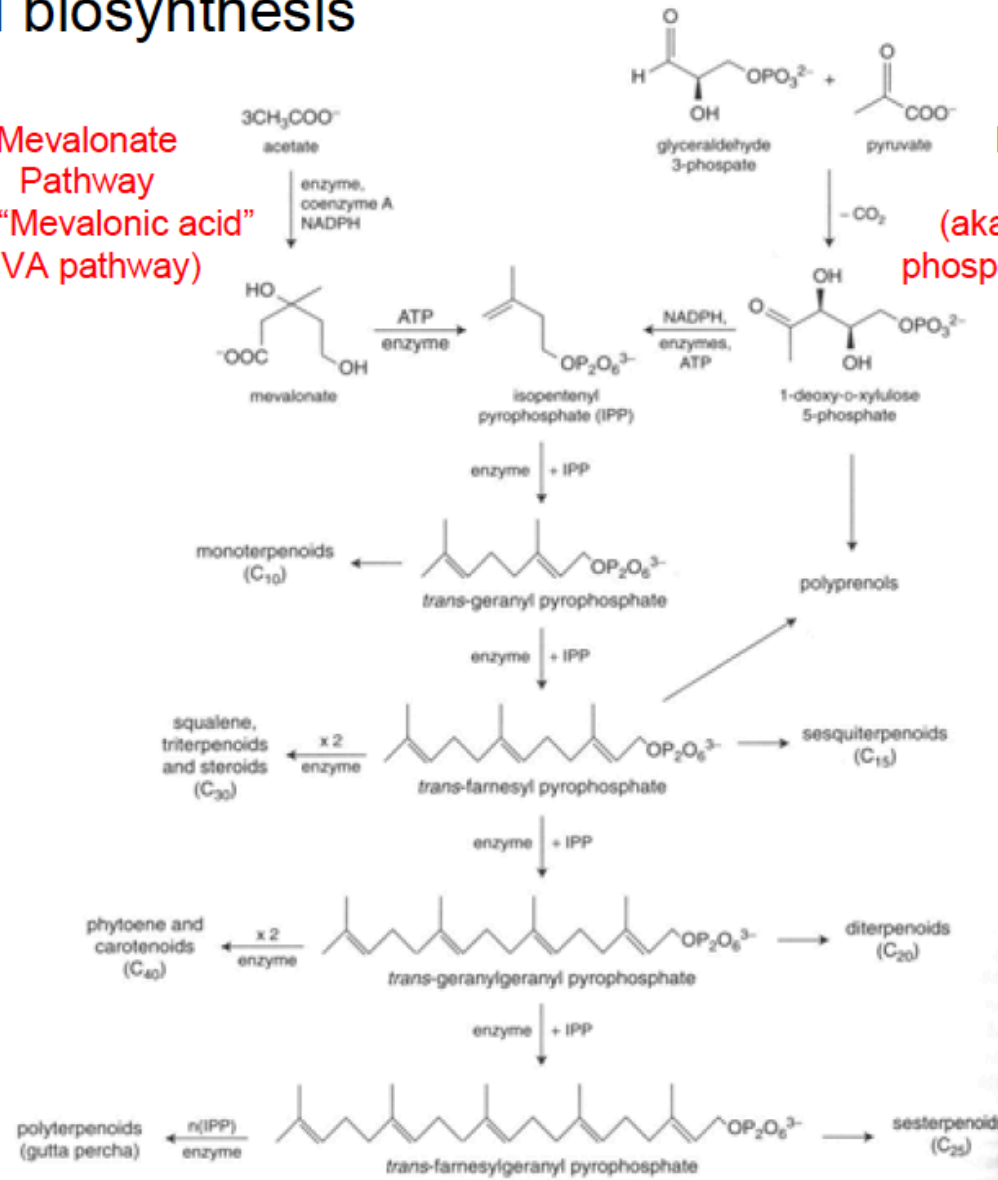 biosynthesis
Mevalonate
Pathway
“Mevalonic acid”
VA pathway)
3CH₃COO⁻
acetate
enzyme,
coenzyme A
NADPH
O
H
OPO₃²⁻
+
OH
glyceraldehyde
3-phospate
O
COO⁻
pyruvate
- CO₂
(aka
phosp
HO
⁻OOC
OH
mevalonate
ATP
enzyme
OP₂O₆³⁻
isopentenyl
pyrophosphate (IPP)
NADPH,
enzymes,
ATP
OH
O
OPO₃²⁻
OH
1-deoxy-o-xylulose
5-phosphate
enzyme + IPP
monoterpenoids
(C₁₀)
OP₂O₆³⁻
trans-geranyl pyrophosphate
polyprenols
enzyme + IPP
squalene,
triterpenoids
and steroids
(C₃₀)
x 2
enzyme
OP₂O₆³⁻
trans-farnesyl pyrophosphate
sesquiterpenoids
(C₁₅)
enzyme + IPP
phytoene and
carotenoids
(C₄₀)
x 2
enzyme
OP₂O₆³⁻
trans-geranylgeranyl pyrophosphate
diterpenoids
(C₂₀)
enzyme + IPP
polyterpenoids
(gutta percha)
n(IPP)
enzyme
OP₂O₆³⁻
trans-farnesylgeranyl pyrophosphate
sesterpenoids
(C₂₅)